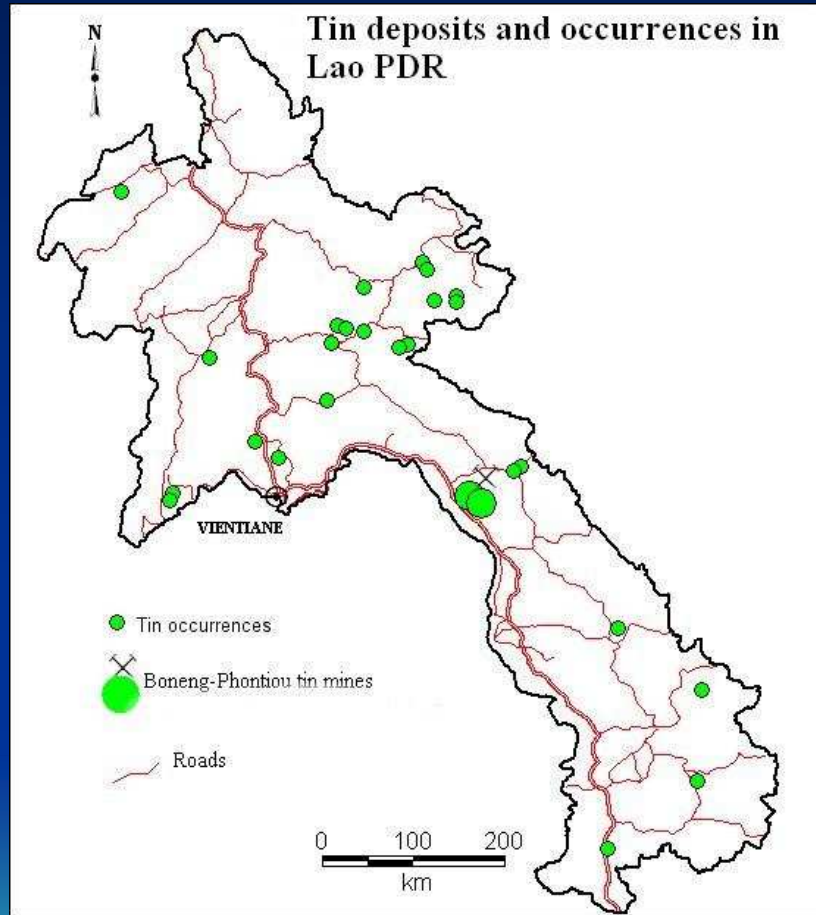 Tin deposits and occurrences in
Lao PDR
N
VIENTIANE
Tin occurrences
Boneng-Phontiou tin mines
Roads
0 100 200
km